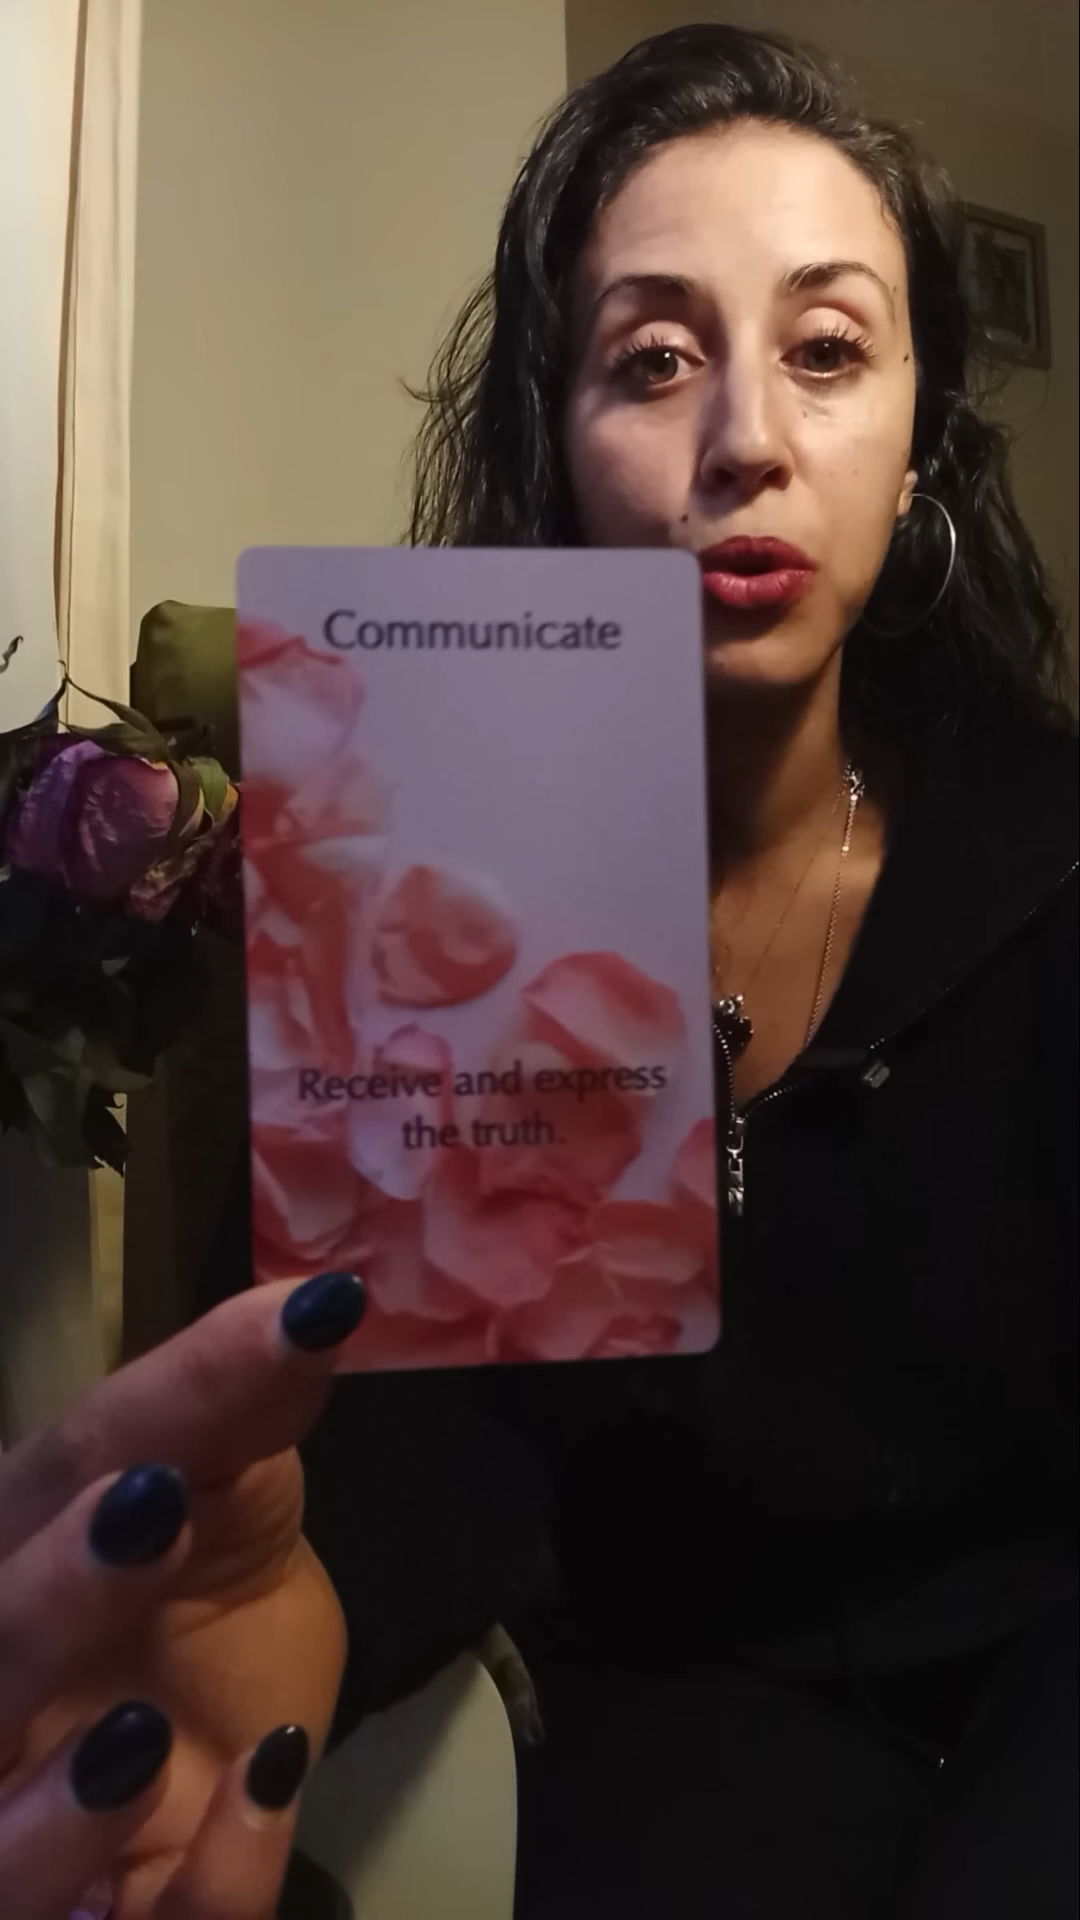 Communicate
Receive and express
the truth.